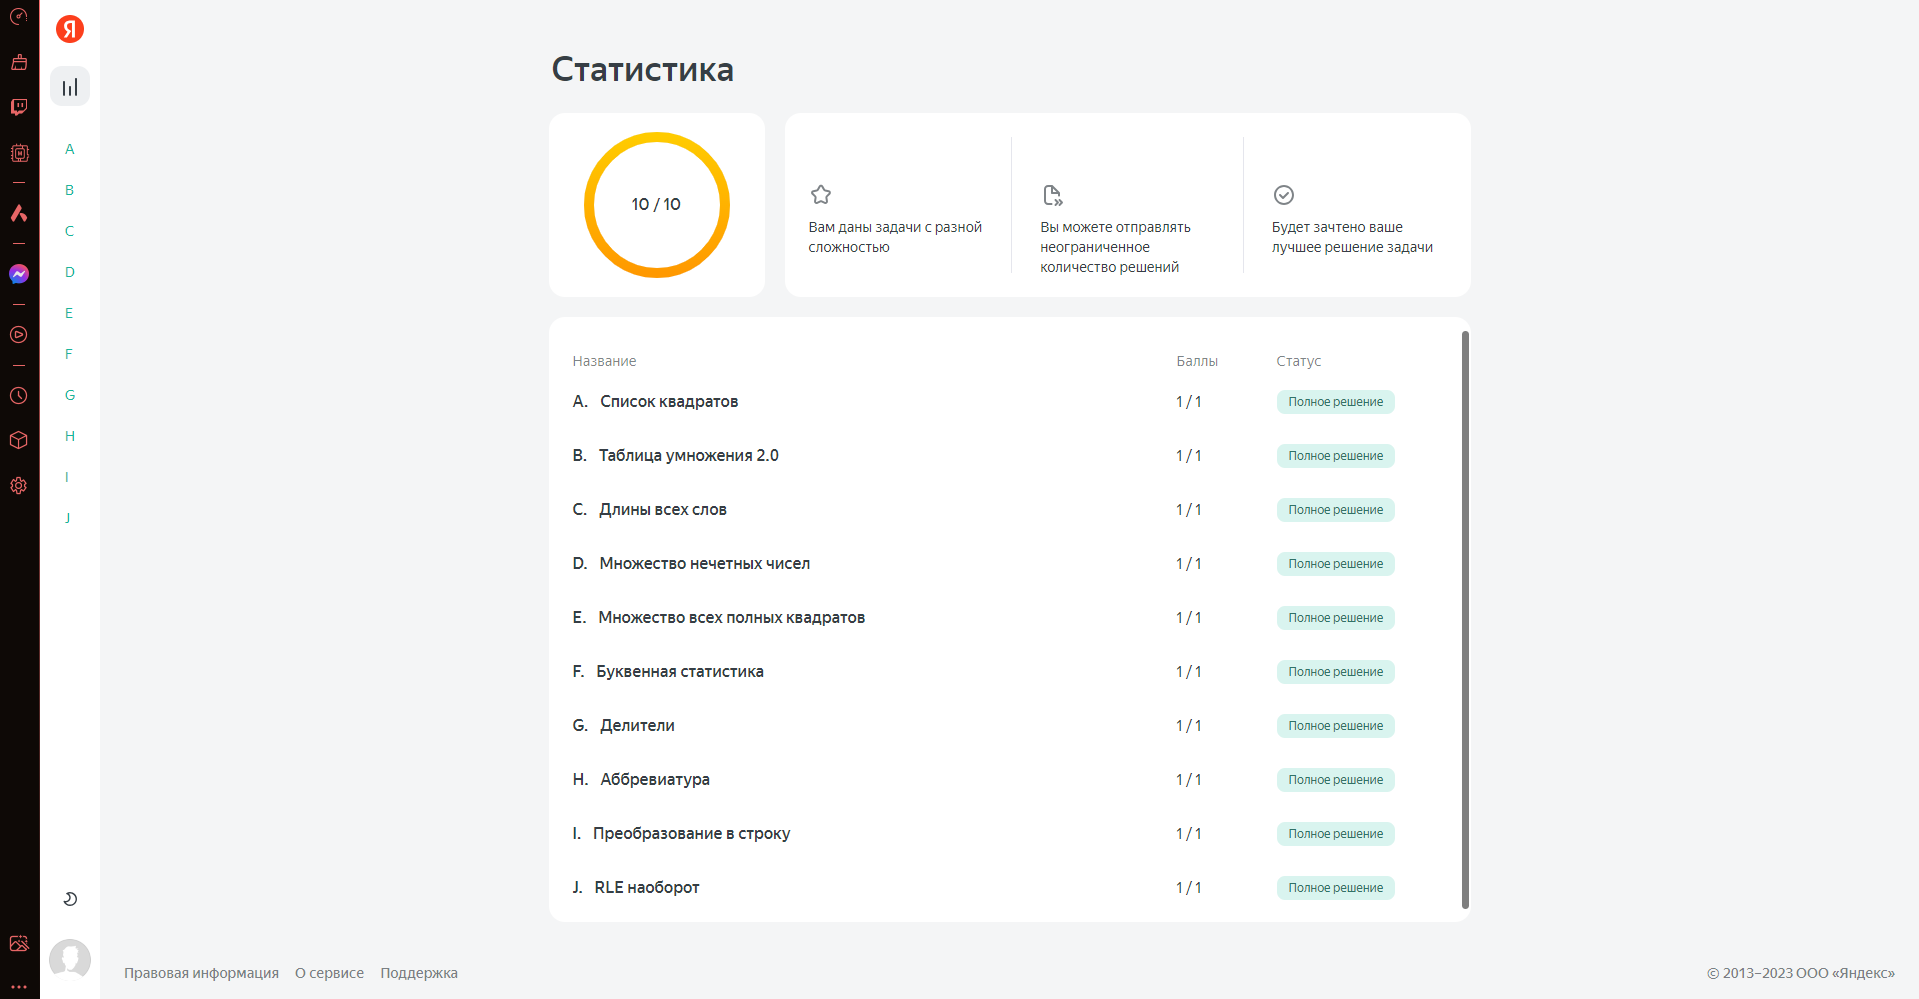 Я
A
B
C
D
E
F
G
H
I
J
Статистика
10 / 10
Вам даны задачи с разной
сложностью
Вы можете отправлять
неограниченное
количество решений
Будет зачтено ваше
лучшее решение задачи
Название Баллы Статус
A. Список квадратов 1 / 1 Полное решение
B. Таблица умножения 2.0 1 / 1 Полное решение
C. Длины всех слов 1 / 1 Полное решение
D. Множество нечетных чисел 1 / 1 Полное решение
E. Множество всех полных квадратов 1 / 1 Полное решение
F. Буквенная статистика 1 / 1 Полное решение
G. Делители 1 / 1 Полное решение
H. Аббревиатура 1 / 1 Полное решение
I. Преобразование в строку 1 / 1 Полное решение
J. RLE наоборот 1 / 1 Полное решение
Правовая информация О сервисе Поддержка © 2013–2023 ООО «Яндекс»